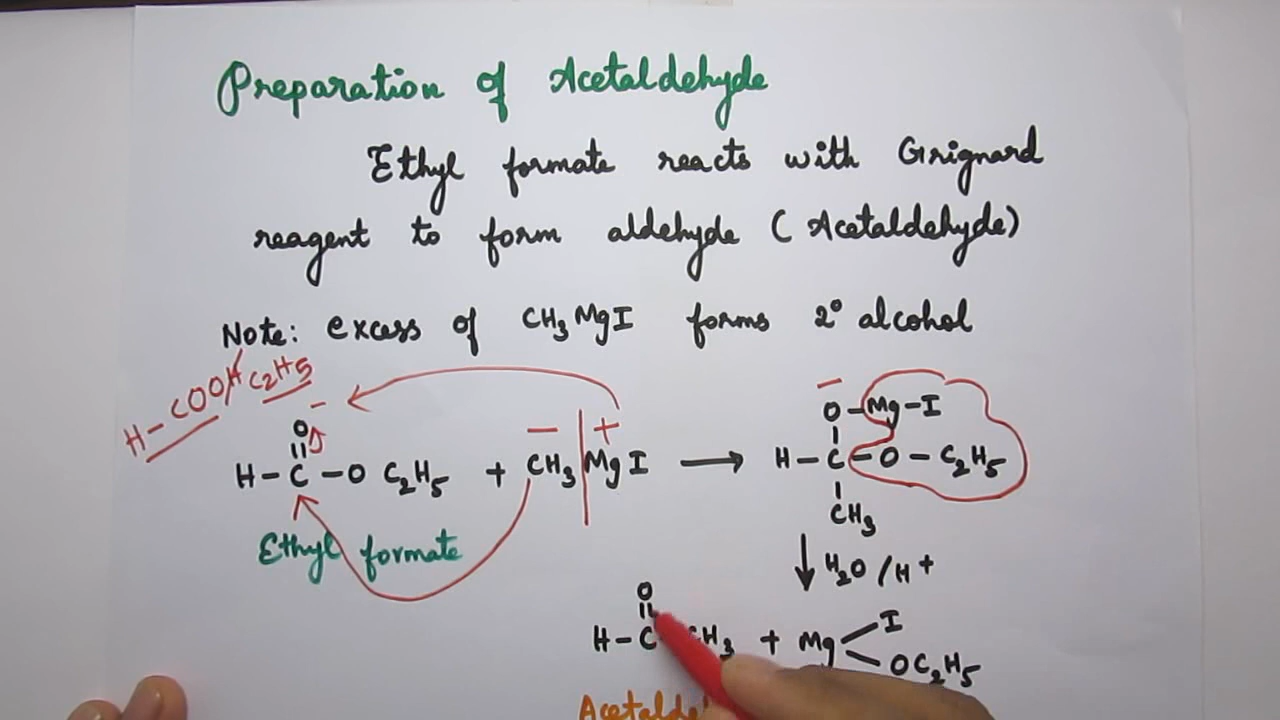 Preparation of Acetaldehyde
Ethyl formate reacts with Grignard
reagent to form aldehyde (Acetaldehyde)
Note: excess of CH3MgI forms 2° alcohol
H-COOH C2H5
− − + −
O O-Mg-I
H-C-O C2H5 + CH3 MgI → H-C-O-C2H5
CH3
Ethyl formate
↓ H2O/H+
O
H-C CH3 + Mg I
OC2H5